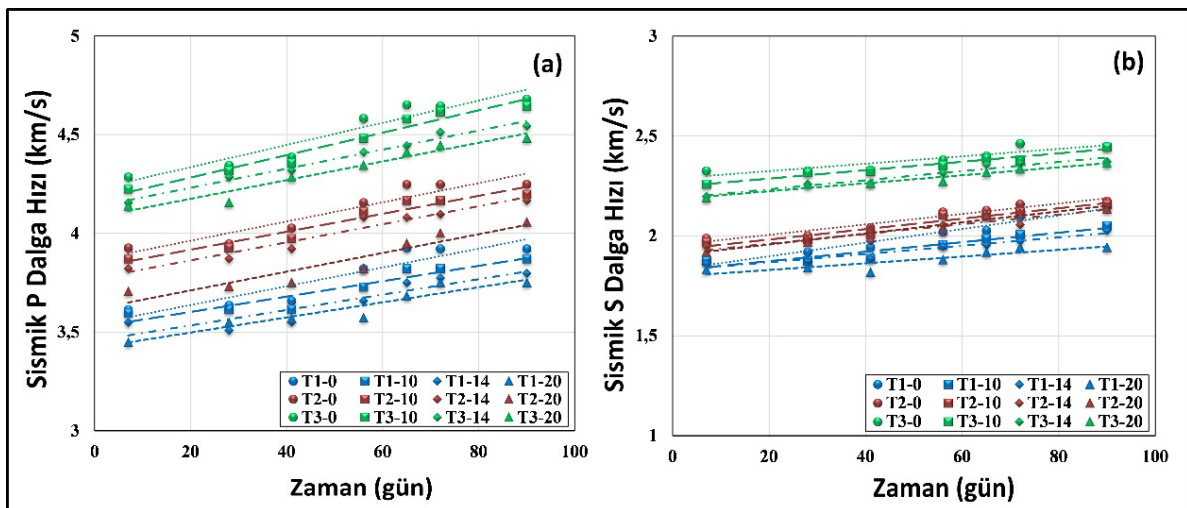 (a)
Sismik P Dalga Hızı (km/s)
5
4,5
4
3,5
3
0 20 40 60 80 100
Zaman (gün)
T1-0 T1-10 T1-14 T1-20
T2-0 T2-10 T2-14 T2-20
T3-0 T3-10 T3-14 T3-20
(b)
Sismik S Dalga Hızı (km/s)
3
2.5
2
1.5
1
0 20 40 60 80 100
Zaman (gün)
T1-0 T1-10 T1-14 T1-20
T2-0 T2-10 T2-14 T2-20
T3-0 T3-10 T3-14 T3-20